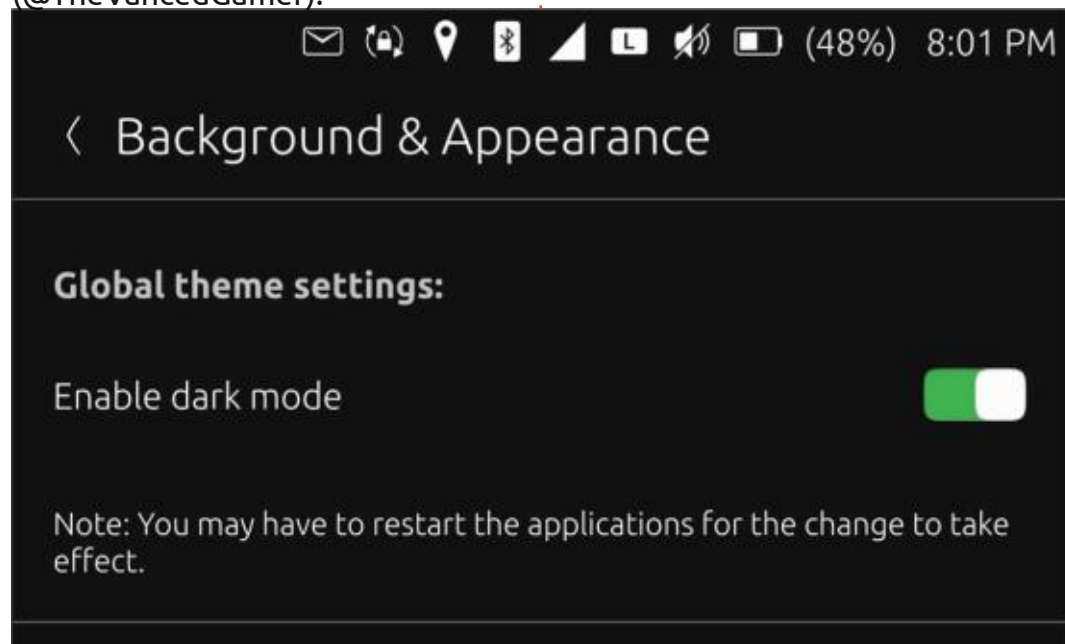 (@TheVancedGamer).
L (48%) 8:01 PM
Background & Appearance
Global theme settings:
Enable dark mode
Note: You may have to restart the applications for the change to take
effect.